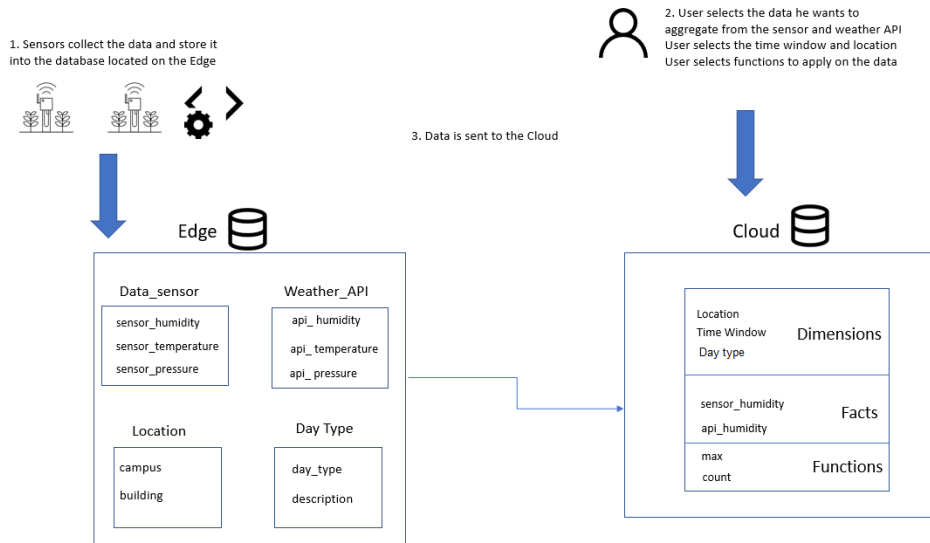 1. Sensors collect the data and store it
into the database located on the Edge
2. User selects the data he wants to
aggregate from the sensor and weather API
User selects the time window and location
User selects functions to apply on the data
3. Data is sent to the Cloud
Edge
Data_sensor
sensor_humidity
sensor_temperature
sensor_pressure
Weather_API
api_ humidity
api_ temperature
api_ pressure
Location
campus
building
Day Type
day_type
description
Cloud
Location
Time Window
Day type
Dimensions
sensor_humidity
api_humidity
Facts
max
count
Functions